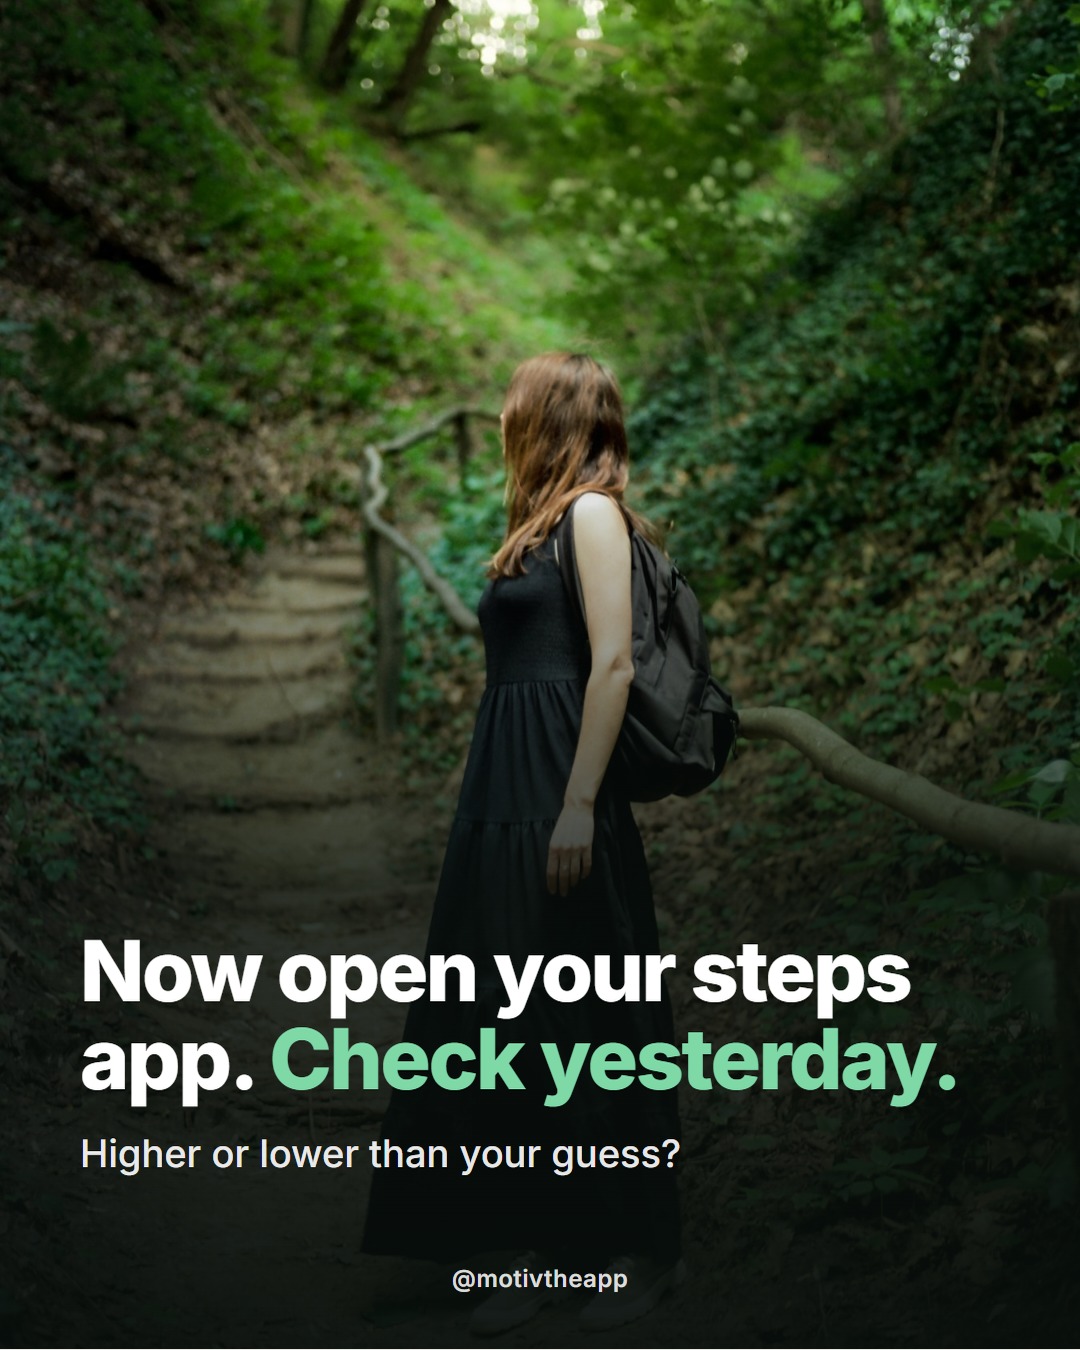 Now open your steps
app. Check yesterday.
Higher or lower than your guess?
@motivtheapp